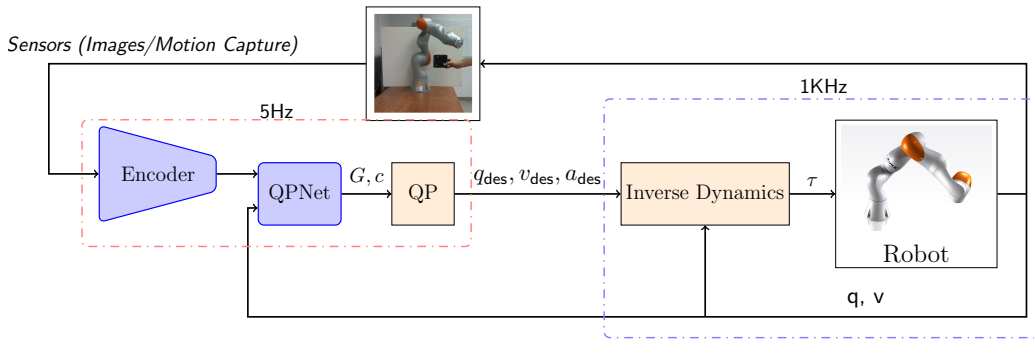 Sensors (Images/Motion Capture)
1KHz
5Hz
Encoder
QPNet
G, c
QP
q_des, v_des, a_des
Inverse Dynamics
τ
Robot
q, v